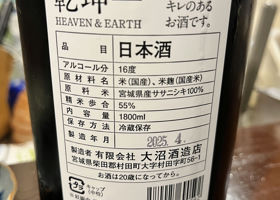 乾坤一
キレのある
HEAVEN & EARTH
お酒です。
品目 日本酒
アルコール分 16度
原材料名 米(国産)、米麹(国産米)
原料米 宮城県産ササニシキ100%
精米歩合 55%
内容量 1800ml
保存方法 冷蔵保存
製造年月 2025.4.
製造者 有限会社 大沼酒造店
宮城県柴田郡村田町大字村田字町56-1
お酒は20歳になってから。
キャップ
(中栓)